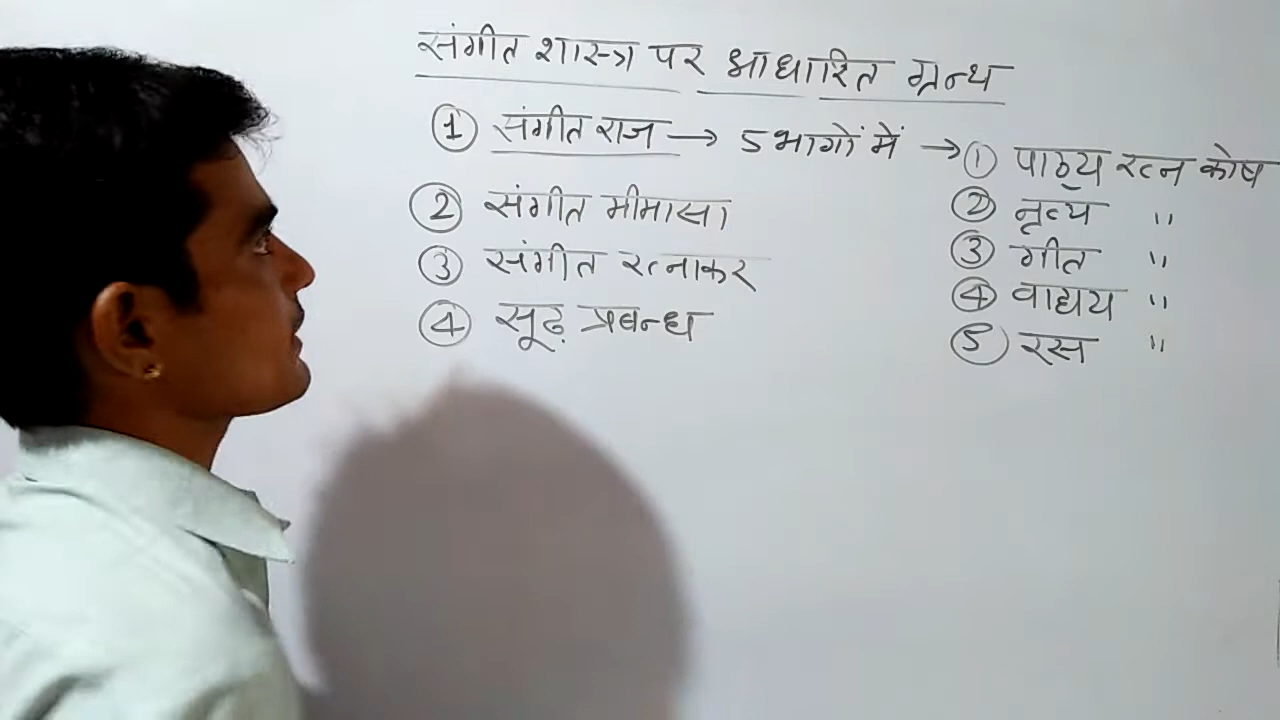 संगीत शास्त्र पर आधारित ग्रन्थ
① संगीत राज → 5 भागों में → ① पाठ्य रत्न कोष
② संगीत मीमासा
② नृत्य "
③ संगीत रत्नाकर
③ गीत "
④ सूढ़ प्रबन्ध
④ वाद्यय "
⑤ रस "